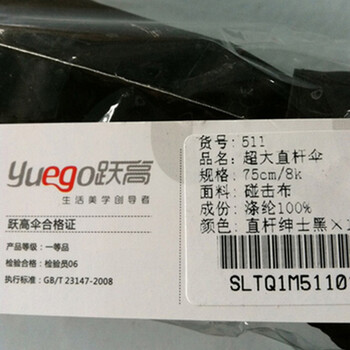 yuego跃高
生活美学创导者
跃高伞合格证
产品等级：一等品
检验合格：检验员06
执行标准：GB/T 23147-2008
货号：511
品名：超大直杆伞
规格：75cm/8k
面料：碰击布
成份：涤纶100%
颜色：直杆绅士黑×1
SLTQ1M5110